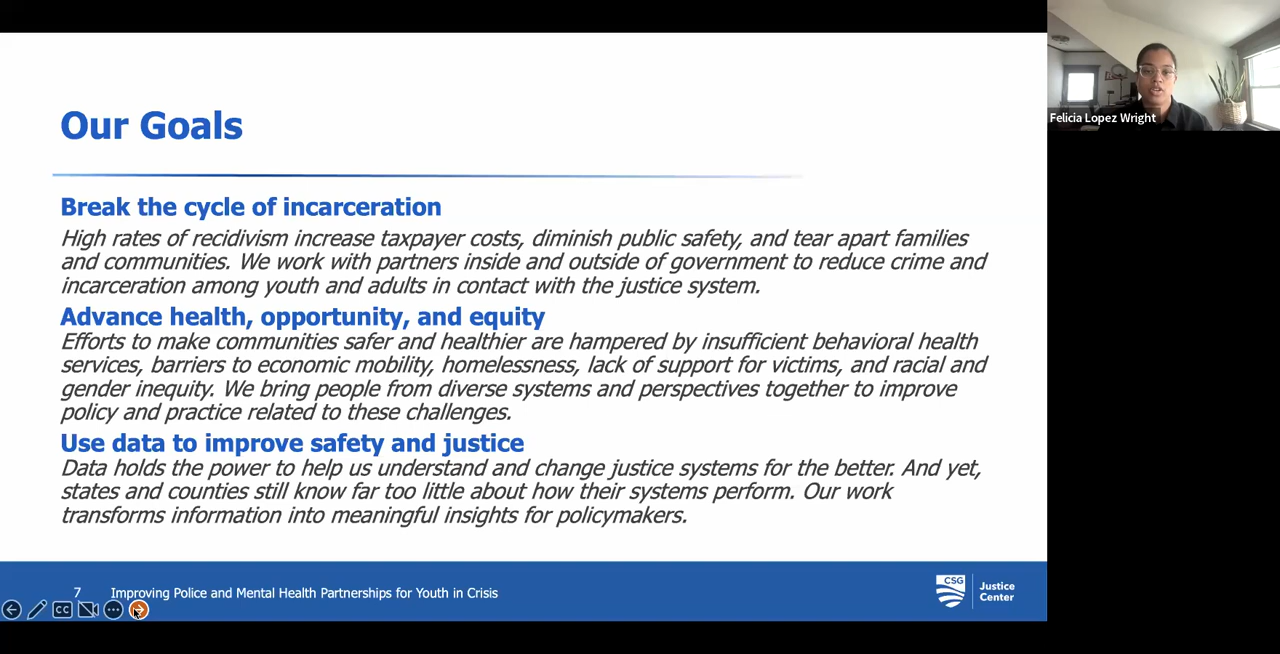 Our Goals
Break the cycle of incarceration
High rates of recidivism increase taxpayer costs, diminish public safety, and tear apart families
and communities. We work with partners inside and outside of government to reduce crime and
incarceration among youth and adults in contact with the justice system.
Advance health, opportunity, and equity
Efforts to make communities safer and healthier are hampered by insufficient behavioral health
services, barriers to economic mobility, homelessness, lack of support for victims, and racial and
gender inequity. We bring people from diverse systems and perspectives together to improve
policy and practice related to these challenges.
Use data to improve safety and justice
Data holds the power to help us understand and change justice systems for the better. And yet,
states and counties still know far too little about how their systems perform. Our work
transforms information into meaningful insights for policymakers.
7 Improving Police and Mental Health Partnerships for Youth in Crisis
CSG Justice
Center
CC
Felicia Lopez Wright